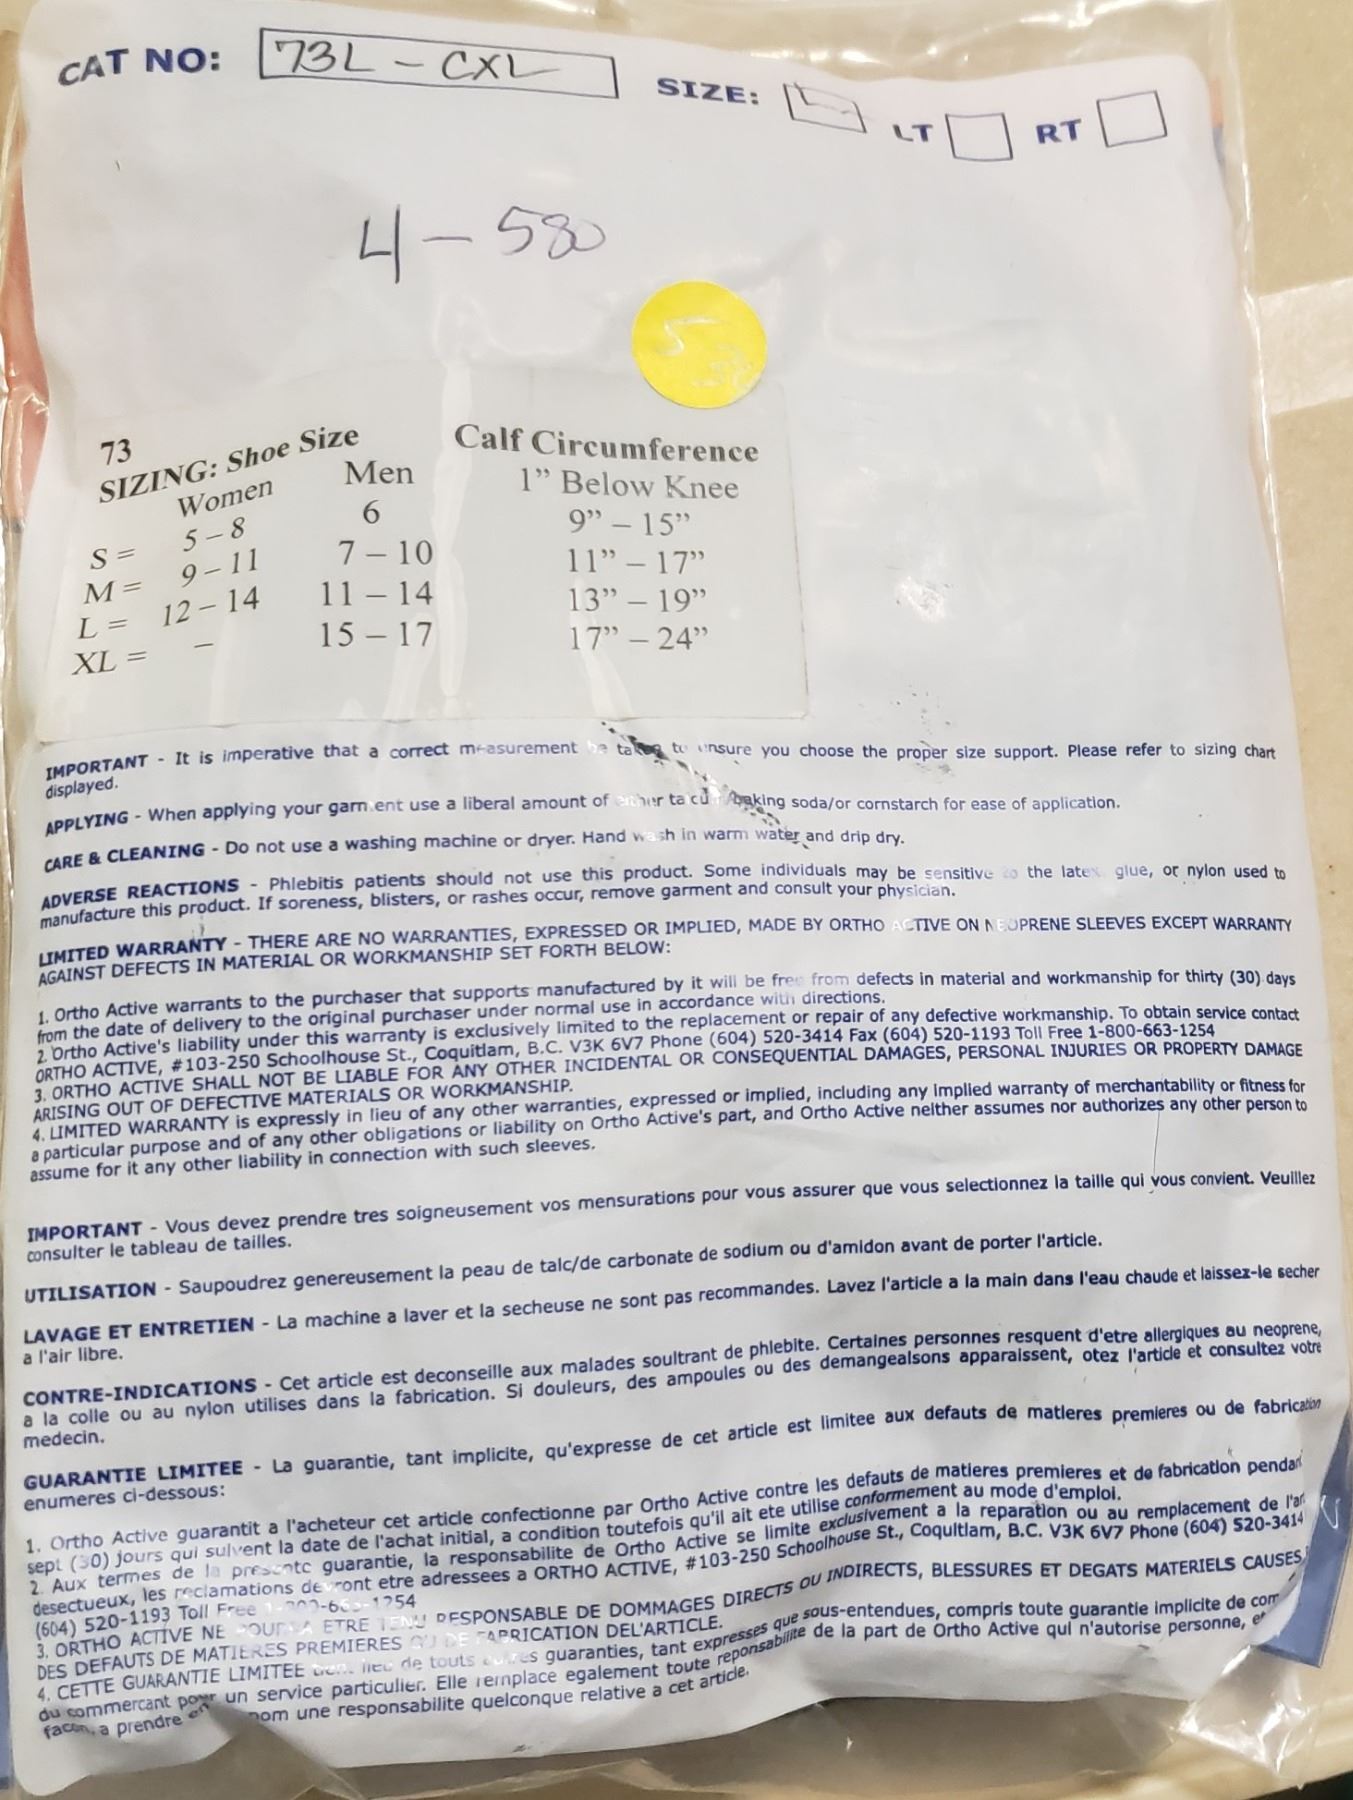 CAT NO: 73L - CXL SIZE: L LT RT
4 - 580
73
SIZING: Shoe Size Calf Circumference
Women Men 1” Below Knee
S = 5 – 8 6 9” – 15”
M = 9 – 11 7 – 10 11” – 17”
L = 12 – 14 11 – 14 13” – 19”
XL = – 15 – 17 17” – 24”
IMPORTANT - It is imperative that a correct measurement be taken to ensure you choose the proper size support. Please refer to sizing chart
displayed.
APPLYING - When applying your garment use a liberal amount of either talcum/baking soda/or cornstarch for ease of application.
CARE & CLEANING - Do not use a washing machine or dryer. Hand wash in warm water and drip dry.
ADVERSE REACTIONS - Phlebitis patients should not use this product. Some individuals may be sensitive to the latex, glue, or nylon used to
manufacture this product. If soreness, blisters, or rashes occur, remove garment and consult your physician.
LIMITED WARRANTY - THERE ARE NO WARRANTIES, EXPRESSED OR IMPLIED, MADE BY ORTHO ACTIVE ON NEOPRENE SLEEVES EXCEPT WARRANTY
AGAINST DEFECTS IN MATERIAL OR WORKMANSHIP SET FORTH BELOW:
1. Ortho Active warrants to the purchaser that supports manufactured by it will be free from defects in material and workmanship for thirty (30) days
from the date of delivery to the original purchaser under normal use in accordance with directions.
2. Ortho Active's liability under this warranty is exclusively limited to the replacement or repair of any defective workmanship. To obtain service contact
ORTHO ACTIVE, #103-250 Schoolhouse St., Coquitlam, B.C. V3K 6V7 Phone (604) 520-3414 Fax (604) 520-1193 Toll Free 1-800-663-1254
3. ORTHO ACTIVE SHALL NOT BE LIABLE FOR ANY OTHER INCIDENTAL OR CONSEQUENTIAL DAMAGES, PERSONAL INJURIES OR PROPERTY DAMAGE
ARISING OUT OF DEFECTIVE MATERIALS OR WORKMANSHIP.
4. LIMITED WARRANTY is expressly in lieu of any other warranties, expressed or implied, including any implied warranty of merchantability or fitness for
a particular purpose and of any other obligations or liability on Ortho Active's part, and Ortho Active neither assumes nor authorizes any other person to
assume for it any other liability in connection with such sleeves.
IMPORTANT - Vous devez prendre tres soigneusement vos mensurations pour vous assurer que vous selectionnez la taille qui vous convient. Veuillez
consulter le tableau de tailles.
UTILISATION - Saupoudrez genereusement la peau de talc/de carbonate de sodium ou d'amidon avant de porter l'article.
LAVAGE ET ENTRETIEN - La machine a laver et la secheuse ne sont pas recommandes. Lavez l'article a la main dans l'eau chaude et laissez-le secher
a l'air libre.
CONTRE-INDICATIONS - Cet article est deconseille aux malades soultrant de phlebite. Certaines personnes resquent d'etre allergiques au neoprene,
a la colle ou au nylon utilises dans la fabrication. Si douleurs, des ampoules ou des demangealsons apparaissent, otez l'article et consultez votre
medecin.
GUARANTIE LIMITEE - La guarantie, tant implicite, qu'expresse de cet article est limitee aux defauts de matieres premieres ou de fabrication
enumeres ci-dessous:
1. Ortho Active guarantit a l'acheteur cet article confectionne par Ortho Active contre les defauts de matieres premieres et de fabrication pendan
sept (30) jours qui suivent la date de l'achat initial, a condition toutefois qu'il ait ete utilise conformement au mode d'emploi.
2. Aux termes de la presente guarantie, la responsabilite de Ortho Active se limite exclusivement a la reparation ou au remplacement de l'ar
desectueux, les reclamations devront etre adressees a ORTHO ACTIVE, #103-250 Schoolhouse St., Coquitlam, B.C. V3K 6V7 Phone (604) 520-3414
(604) 520-1193 Toll Free 1254
3. ORTHO ACTIVE NE POURRA ETRE TENU RESPONSABLE DE DOMMAGES DIRECTS OU INDIRECTS, BLESSURES ET DEGATS MATERIELS CAUSES
DES DEFAUTS DE MATIERES PREMIERES OU DE FABRICATION DEL'ARTICLE.
4. CETTE GUARANTIE LIMITEE tient lieu de touts autres guaranties, tant expresses que sous-entendues, compris toute guarantie implicite de com
du commercant pour un service particulier. Elle remplace egalement toute reponsabilite de la part de Ortho Active qui n'autorise personne, e
facon, a prendre en nom une responsabilite quelconque relative a cet article.